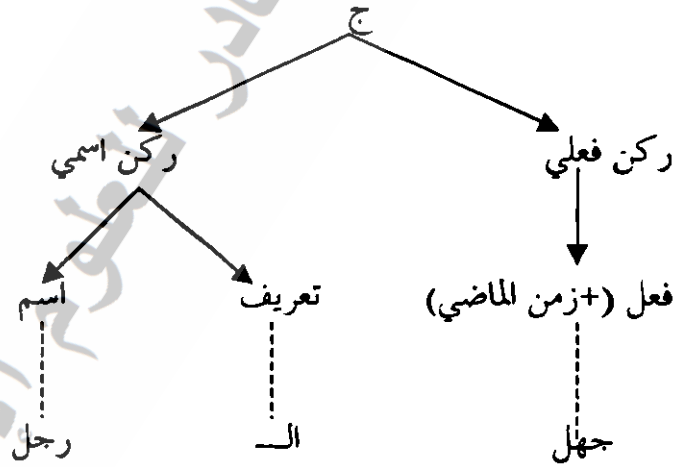 ج
ركن فعلي ركن اسمي
فعل (+زمن الماضي) تعريف اسم
جهل الـ رجل